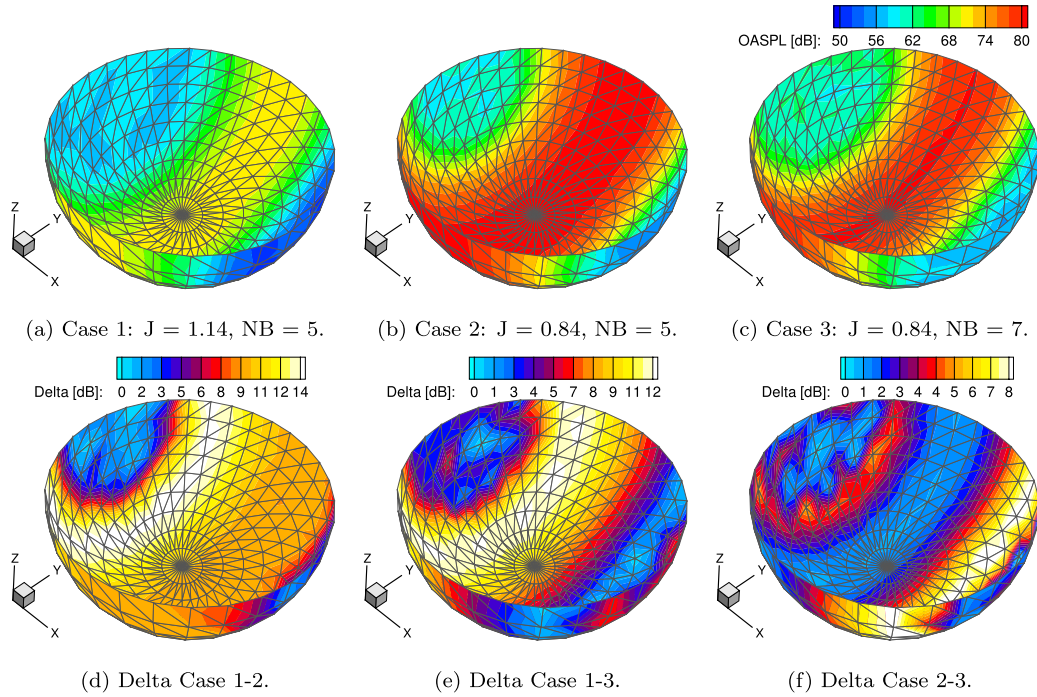 OASPL [dB]: 50 56 62 68 74 80
Z Y X
Z Y X
Z Y X
(a) Case 1: J = 1.14, NB = 5.
(b) Case 2: J = 0.84, NB = 5.
(c) Case 3: J = 0.84, NB = 7.
Delta [dB]: 0 2 3 5 6 8 9 11 12 14
Delta [dB]: 0 1 3 4 5 7 8 9 11 12
Delta [dB]: 0 1 2 3 4 4 5 6 7 8
Z Y X
Z Y X
Z Y X
(d) Delta Case 1-2.
(e) Delta Case 1-3.
(f) Delta Case 2-3.